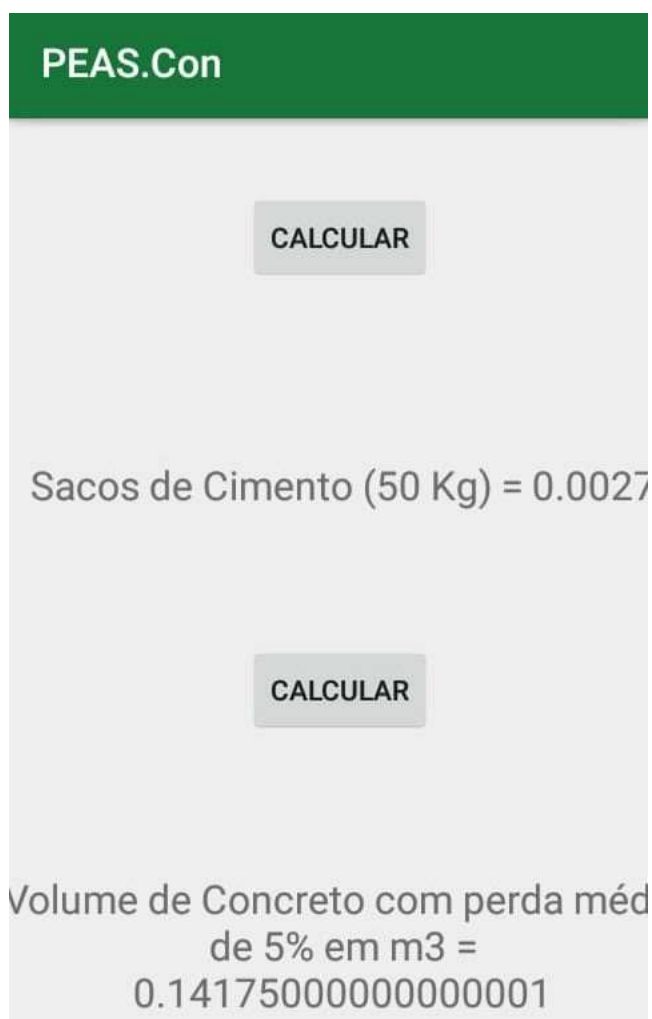 PEAS.Con
CALCULAR
Sacos de Cimento (50 Kg) = 0.0027
CALCULAR
Volume de Concreto com perda méd
de 5% em m3 =
0.14175000000000001